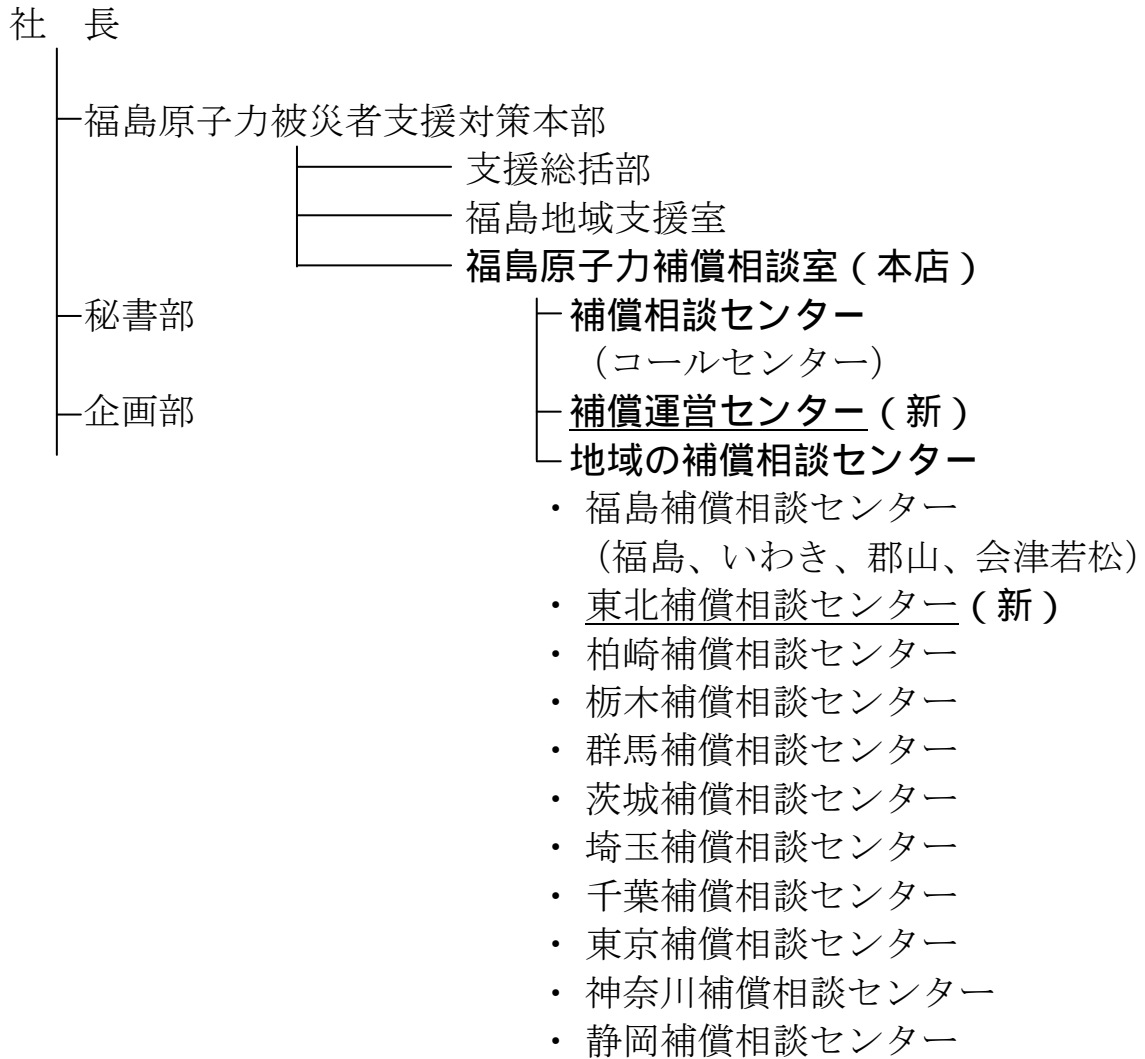 社　長
福島原子力被災者支援対策本部
支援総括部
福島地域支援室
福島原子力補償相談室(本店)
秘書部
補償相談センター
(コールセンター)
企画部
補償運営センター(新)
地域の補償相談センター
・ 福島補償相談センター
(福島、いわき、郡山、会津若松)
・ 東北補償相談センター(新)
・ 柏崎補償相談センター
・ 栃木補償相談センター
・ 群馬補償相談センター
・ 茨城補償相談センター
・ 埼玉補償相談センター
・ 千葉補償相談センター
・ 東京補償相談センター
・ 神奈川補償相談センター
・ 静岡補償相談センター